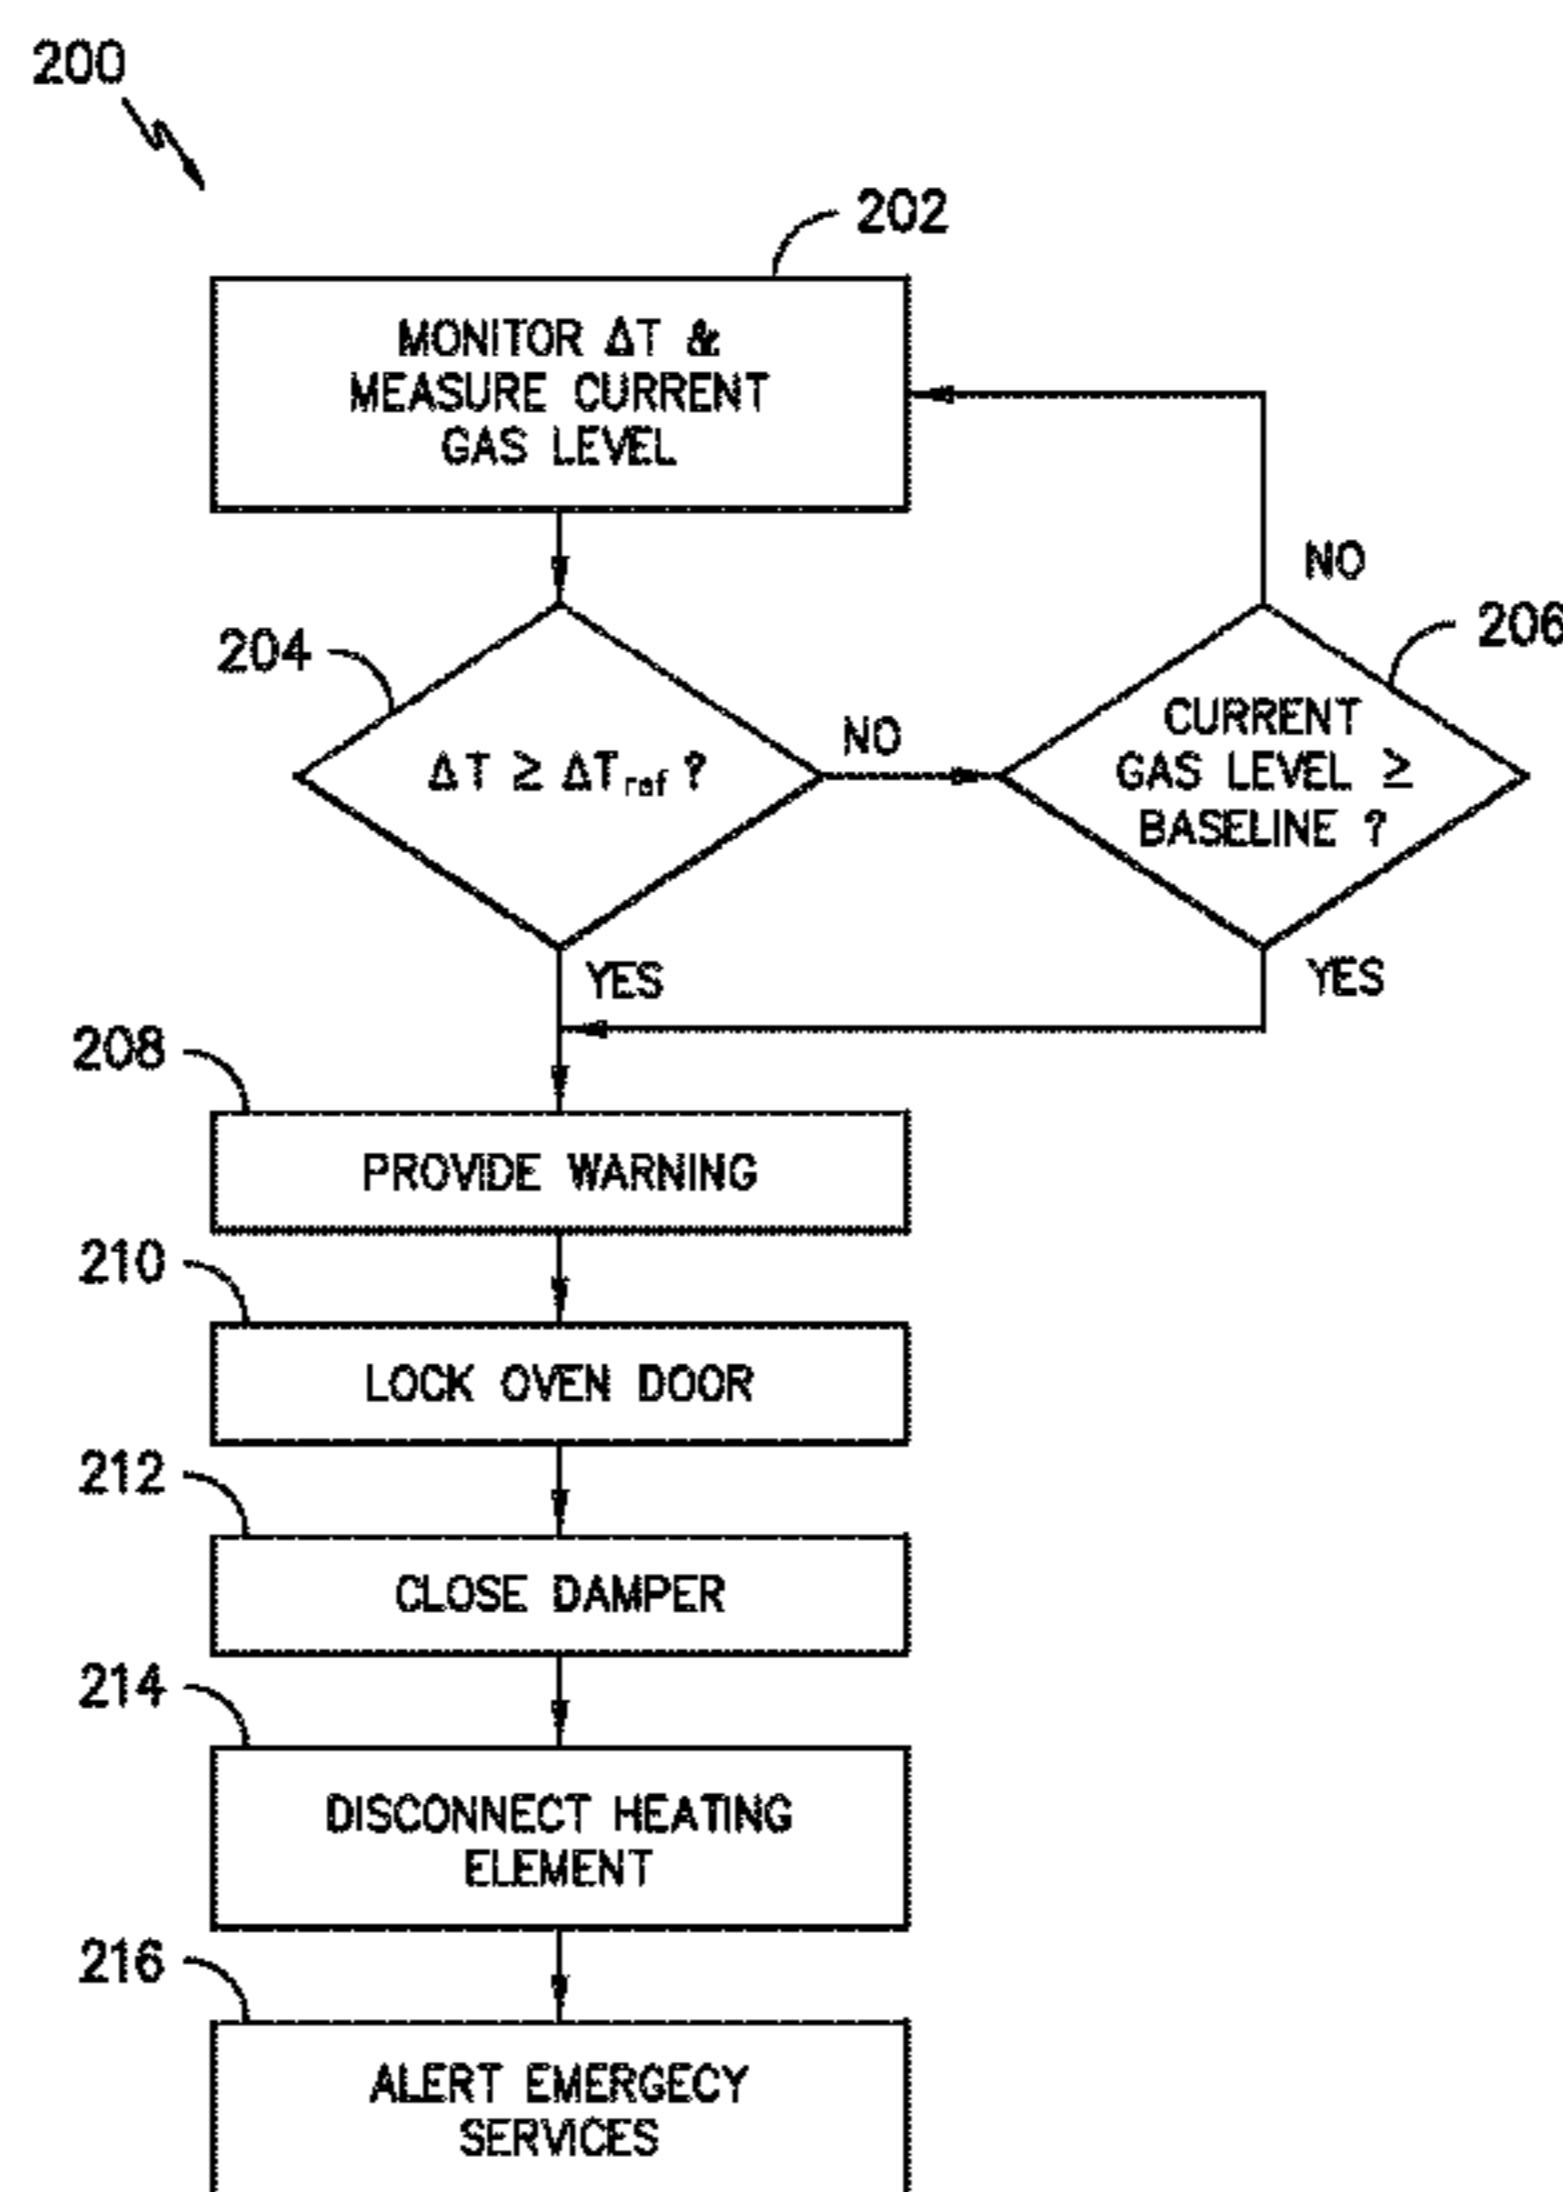 200
202
MONITOR ΔT &
MEASURE CURRENT
GAS LEVEL
NO
204
206
ΔT ≥ ΔTref ?
NO
CURRENT
GAS LEVEL ≥
BASELINE ?
YES
YES
208
PROVIDE WARNING
210
LOCK OVEN DOOR
212
CLOSE DAMPER
214
DISCONNECT HEATING
ELEMENT
216
ALERT EMERGECY
SERVICES